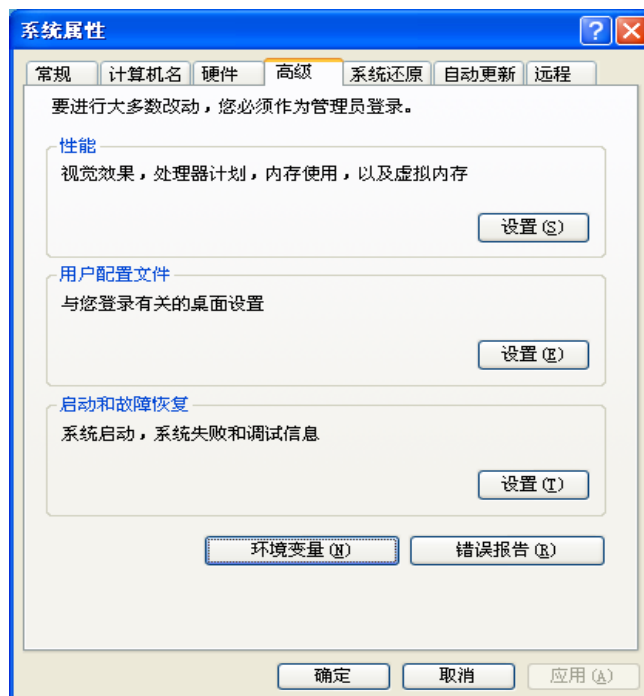 系统属性
常规 计算机名 硬件 高级 系统还原 自动更新 远程
要进行大多数改动，您必须作为管理员登录。
性能
视觉效果，处理器计划，内存使用，以及虚拟内存
设置(S)
用户配置文件
与您登录有关的桌面设置
设置(E)
启动和故障恢复
系统启动，系统失败和调试信息
设置(T)
环境变量(N) 错误报告(R)
确定 取消 应用(A)